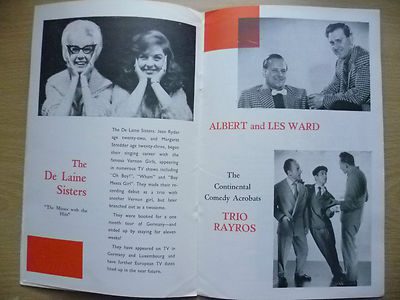 The
De Laine
Sisters
"The Misses with the
Hits"
The De Laine Sisters, Jean Ryder
age twenty-two, and Margaret
Stredder age twenty-three, began
their singing career with the
famous Vernon Girls, appearing
in numerous TV shows including
"Oh Boy!", "Wham" and "Boy
Meets Girl". They made their recording
debut as a trio with
another Vernon girl, but later
branched out as a twosome.
They were booked for a one
month tour of Germany—and
ended up by staying for eleven
weeks!
They have appeared on TV in
Germany and Luxembourg and
have further European TV dates
lined up in the near future.
ALBERT and LES WARD
The
Continental
Comedy Acrobats
TRIO
RAYROS